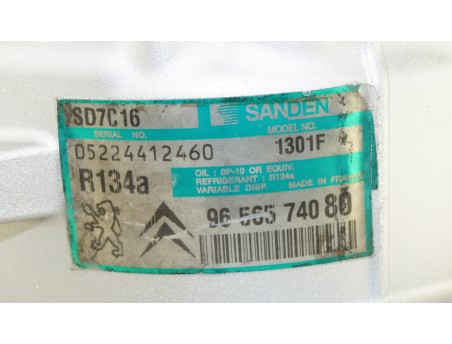 SD7C16 SANDEN
SERIAL NO. MODEL NO.
05224412460 1301F
R134a
OIL : SP-10 OR EQUIV.
REFRIGERANT : R134a
VARIABLE DISP. MADE IN FRANCE
96 565 740 80